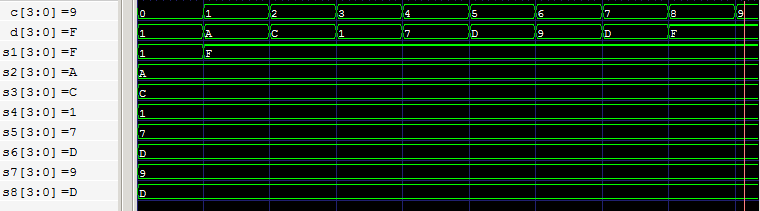 c[3:0]=9 0 1 2 3 4 5 6 7 8 9
d[3:0]=F 1 A C 1 7 D 9 D F
s1[3:0]=F 1 F
s2[3:0]=A A
s3[3:0]=C C
s4[3:0]=1 1
s5[3:0]=7 7
s6[3:0]=D D
s7[3:0]=9 9
s8[3:0]=D D